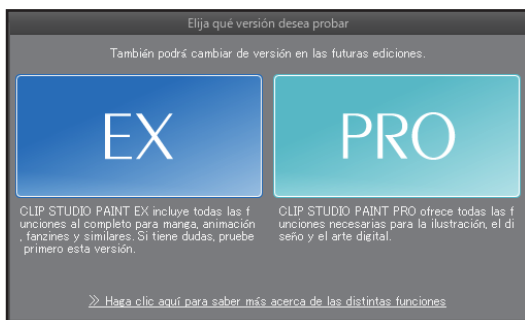 Elija qué versión desea probar
También podrá cambiar de versión en las futuras ediciones.
EX
PRO
CLIP STUDIO PAINT EX incluye todas las f
unciones al completo para manga, animación
, fanzines y similares. Si tiene dudas, pruebe
primero esta versión.
CLIP STUDIO PAINT PRO ofrece todas las f
unciones necesarias para la ilustración, el di
seño y el arte digital.
≫ Haga clic aquí para saber más acerca de las distintas funciones